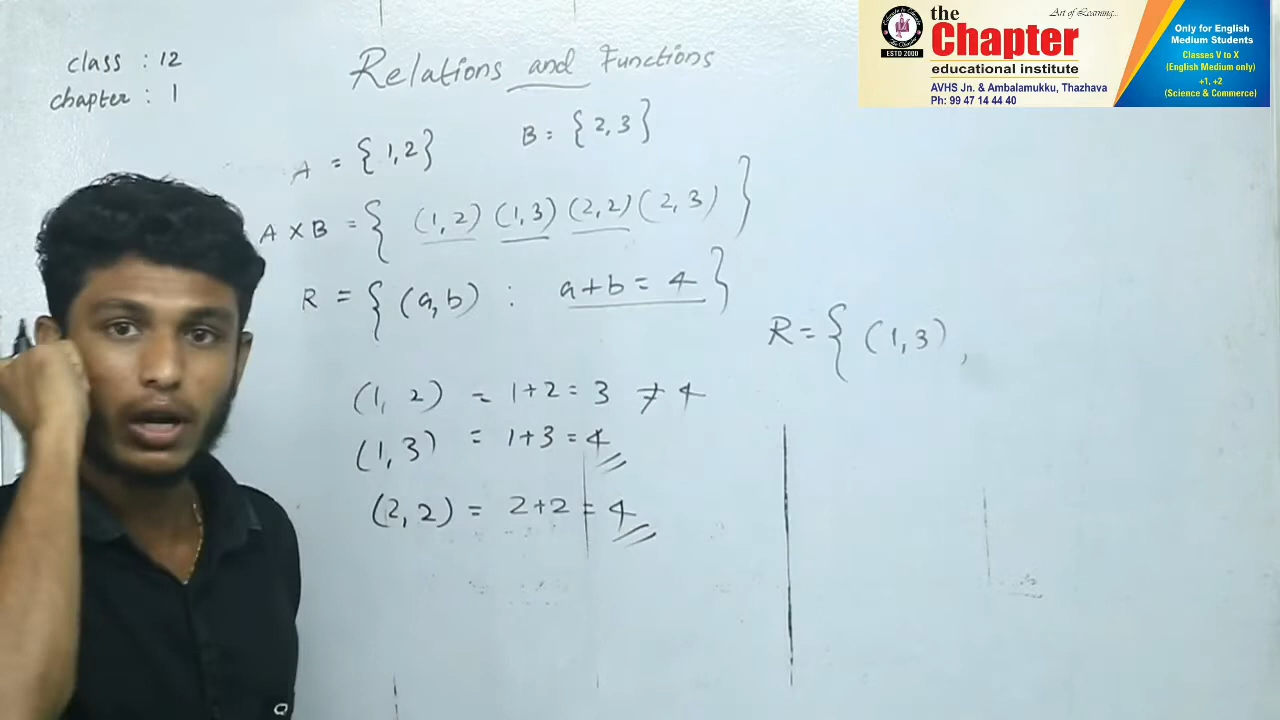 class : 12
chapter : 1
Relations and Functions
A = {1,2}
B = {2,3}
A × B = { (1,2) (1,3) (2,2) (2,3) }
R = { (a,b) : a+b = 4 }
R = { (1,3) ,
(1, 2) = 1+2 = 3 ≠ 4
(1,3) = 1+3 = 4
(2,2) = 2+2 = 4
Art of Learning...
the
Chapter
educational institute
AVHS Jn. & Ambalamukku, Thazhava
Ph: 99 47 14 44 40
ESTD 2000
Only for English
Medium Students
Classes V to X
(English Medium only)
+1, +2
(Science & Commerce)